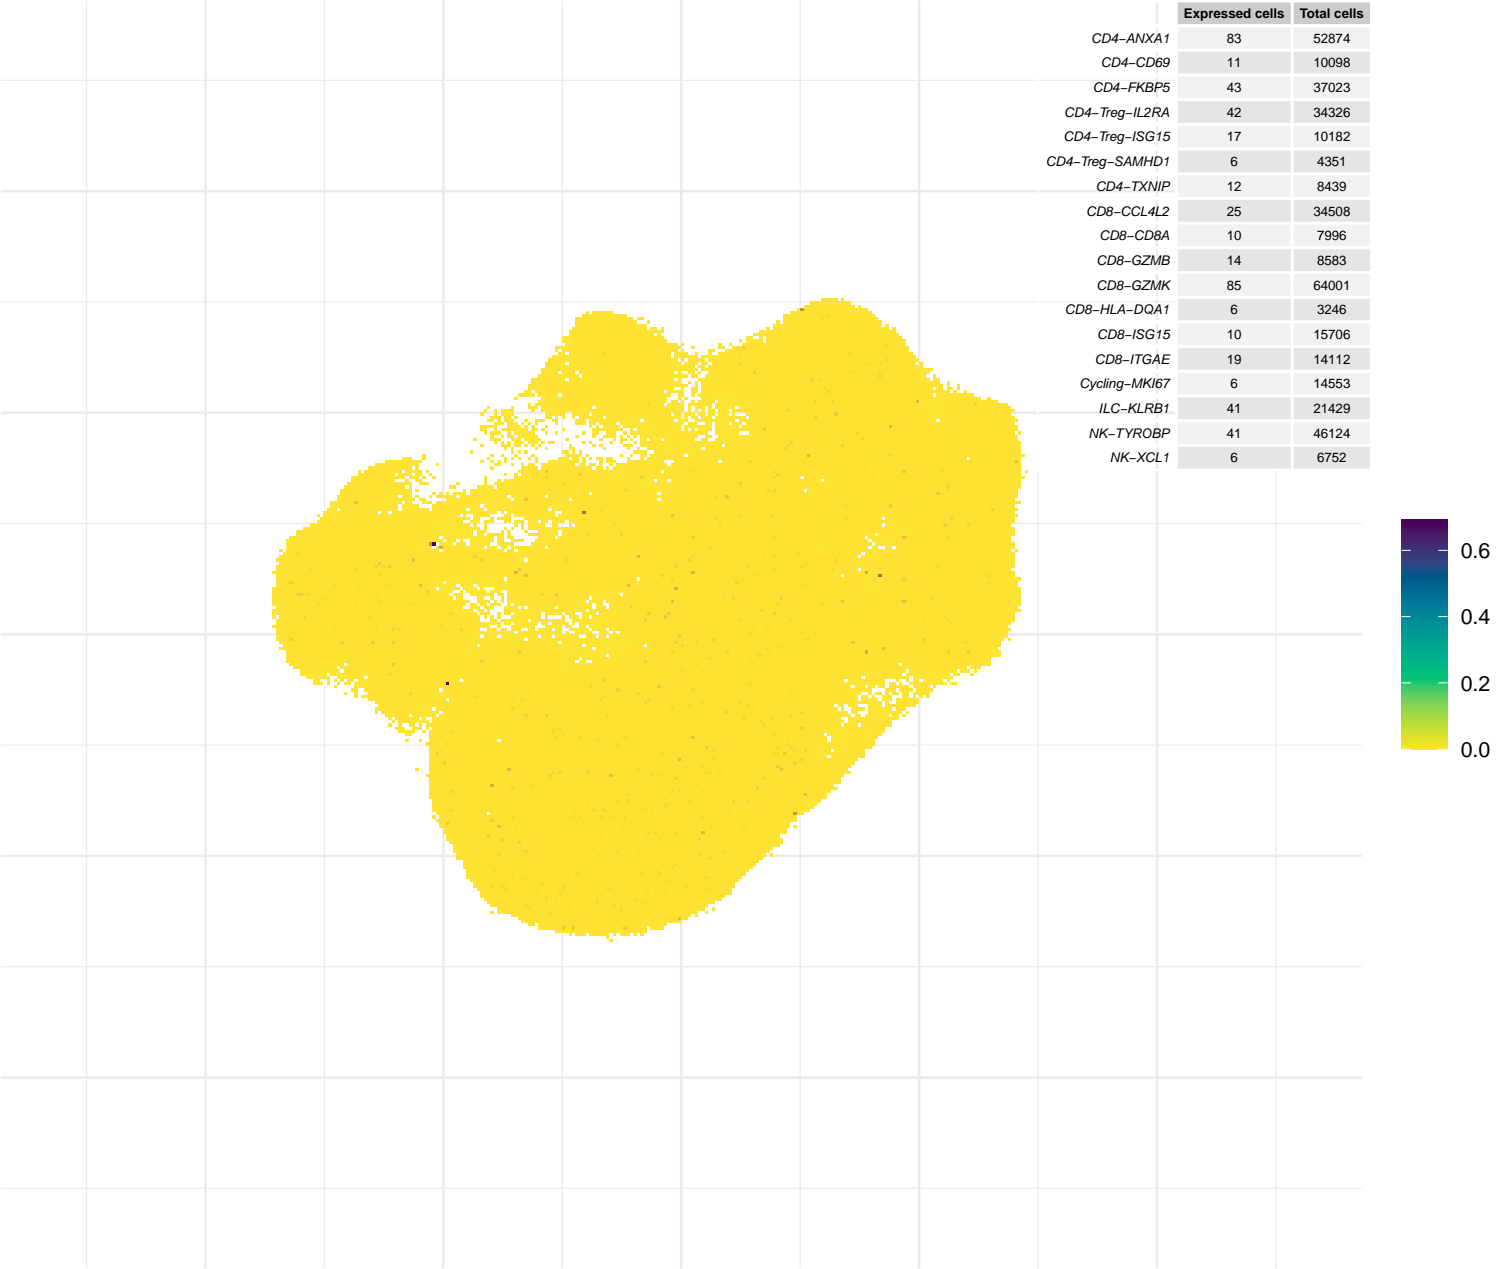 Expressed cells Total cells
CD4−ANXA1 83 52874
CD4−CD69 11 10098
CD4−FKBP5 43 37023
CD4−Treg−IL2RA 42 34326
CD4−Treg−ISG15 17 10182
CD4−Treg−SAMHD1 6 4351
CD4−TXNIP 12 8439
CD8−CCL4L2 25 34508
CD8−CD8A 10 7996
CD8−GZMB 14 8583
CD8−GZMK 85 64001
CD8−HLA−DQA1 6 3246
CD8−ISG15 10 15706
CD8−ITGAE 19 14112
Cycling−MKI67 6 14553
ILC−KLRB1 41 21429
NK−TYROBP 41 46124
NK−XCL1 6 6752
0.6
0.4
0.2
0.0